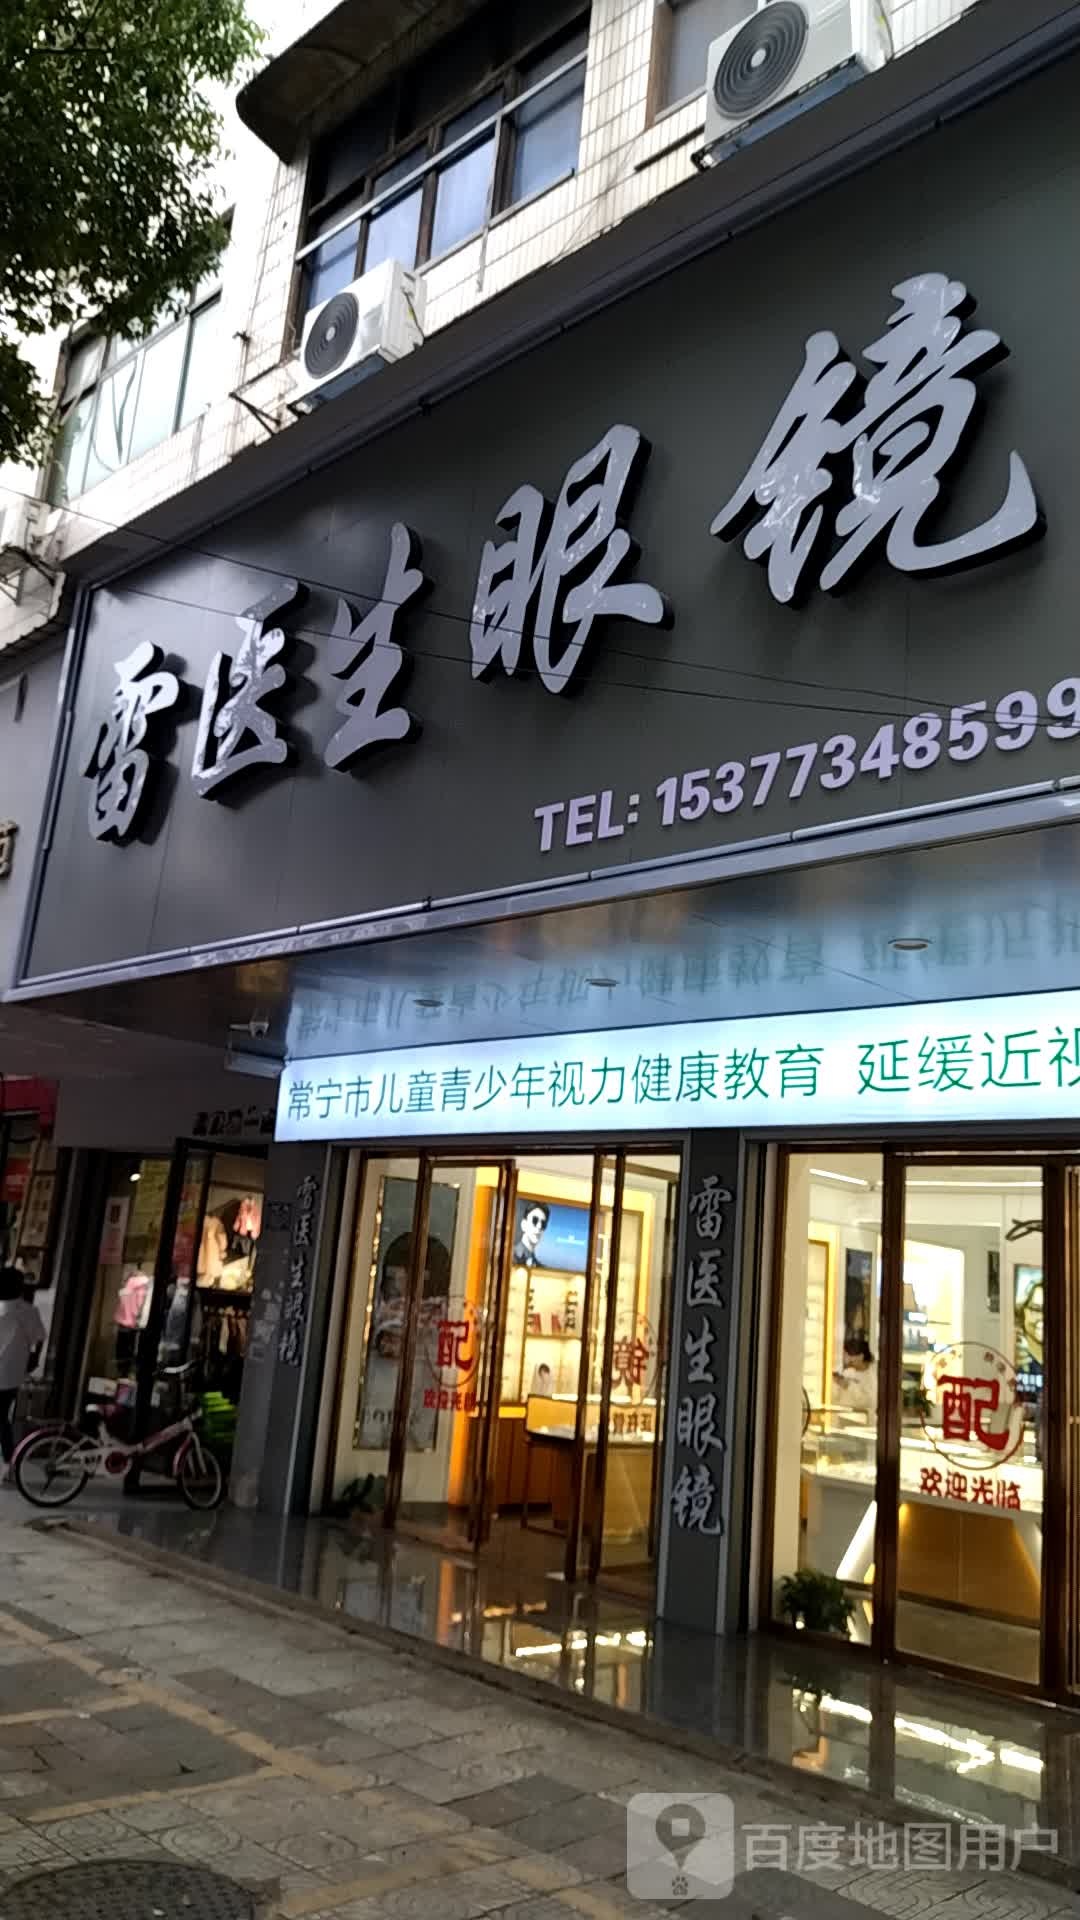 雷医生眼镜
TEL: 15377348599
常宁市儿童青少年视力健康教育 延缓近视
雷医生眼镜
雷医生眼镜
配
欢迎光临
镜
配
欢迎光临
百度地图用户